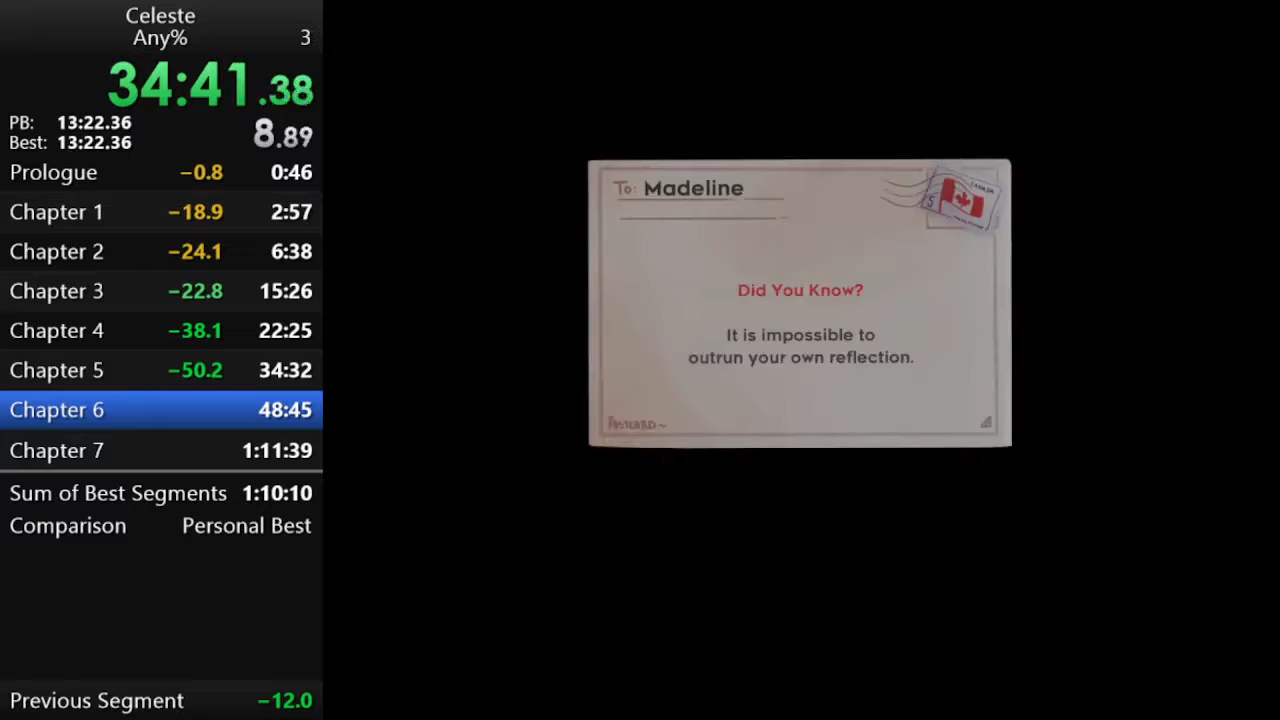 Celeste
Any% 3
34:41.38
PB: 13:22.36
Best: 13:22.36
8.89
Prologue −0.8 0:46
Chapter 1 −18.9 2:57
Chapter 2 −24.1 6:38
Chapter 3 −22.8 15:26
Chapter 4 −38.1 22:25
Chapter 5 −50.2 34:32
Chapter 6 48:45
Chapter 7 1:11:39
Sum of Best Segments 1:10:10
Comparison Personal Best
Previous Segment −12.0
To: Madeline
CANADA
5
Did You Know?
It is impossible to
outrun your own reflection.